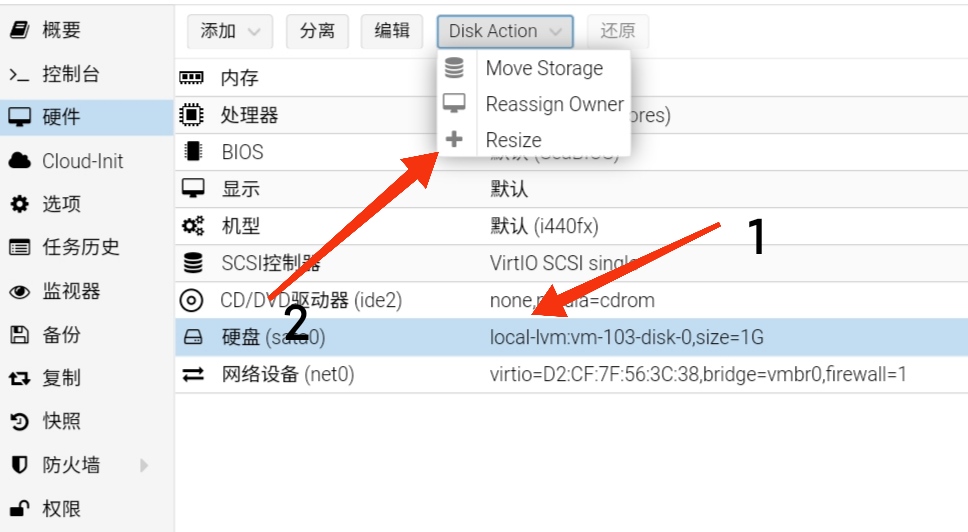 概要
控制台
硬件
Cloud-Init
选项
任务历史
监视器
备份
复制
快照
防火墙
权限
添加 分离 编辑 Disk Action 还原
Move Storage
Reassign Owner
Resize
内存
处理器 ores)
BIOS 默认 (SeaBIOS)
显示 默认
机型 默认 (i440fx)
SCSI控制器 VirtIO SCSI single
CD/DVD驱动器 (ide2) none,media=cdrom
硬盘 (sata0) local-lvm:vm-103-disk-0,size=1G
网络设备 (net0) virtio=D2:CF:7F:56:3C:38,bridge=vmbr0,firewall=1
1
2